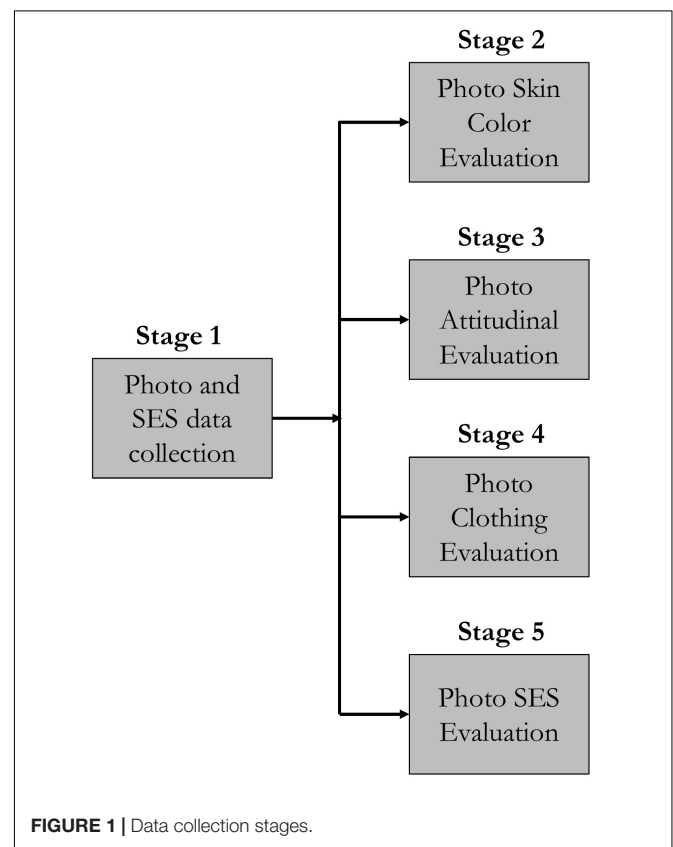 Stage 2
Photo Skin
Color
Evaluation
Stage 3
Photo
Attitudinal
Evaluation
Stage 1
Photo and
SES data
collection
Stage 4
Photo
Clothing
Evaluation
Stage 5
Photo SES
Evaluation
FIGURE 1 | Data collection stages.